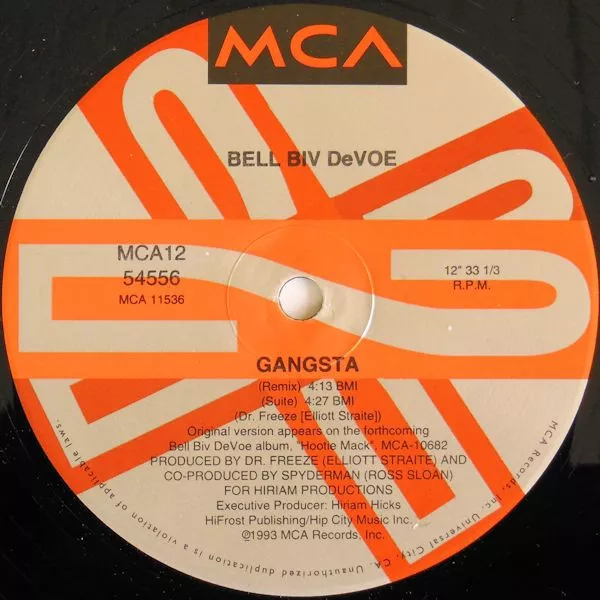 MCA
BELL BIV DeVOE
MCA12
54556
MCA 11536
12" 33 1/3
R.P.M.
GANGSTA
(Remix) 4:13 BMI
(Suite) 4:27 BMI
(Dr. Freeze [Elliott Straite])
Original version appears on the forthcoming
Bell Biv DeVoe album, "Hootie Mack", MCA-10682
PRODUCED BY DR. FREEZE (ELLIOTT STRAITE) AND
CO-PRODUCED BY SPYDERMAN (ROSS SLOAN)
FOR HIRIAM PRODUCTIONS
Executive Producer: Hiriam Hicks
HiFrost Publishing/Hip City Music Inc.
℗1993 MCA Records, Inc.
MCA Records, Inc. Universal City, CA. Unauthorized duplication is a violation of applicable laws.